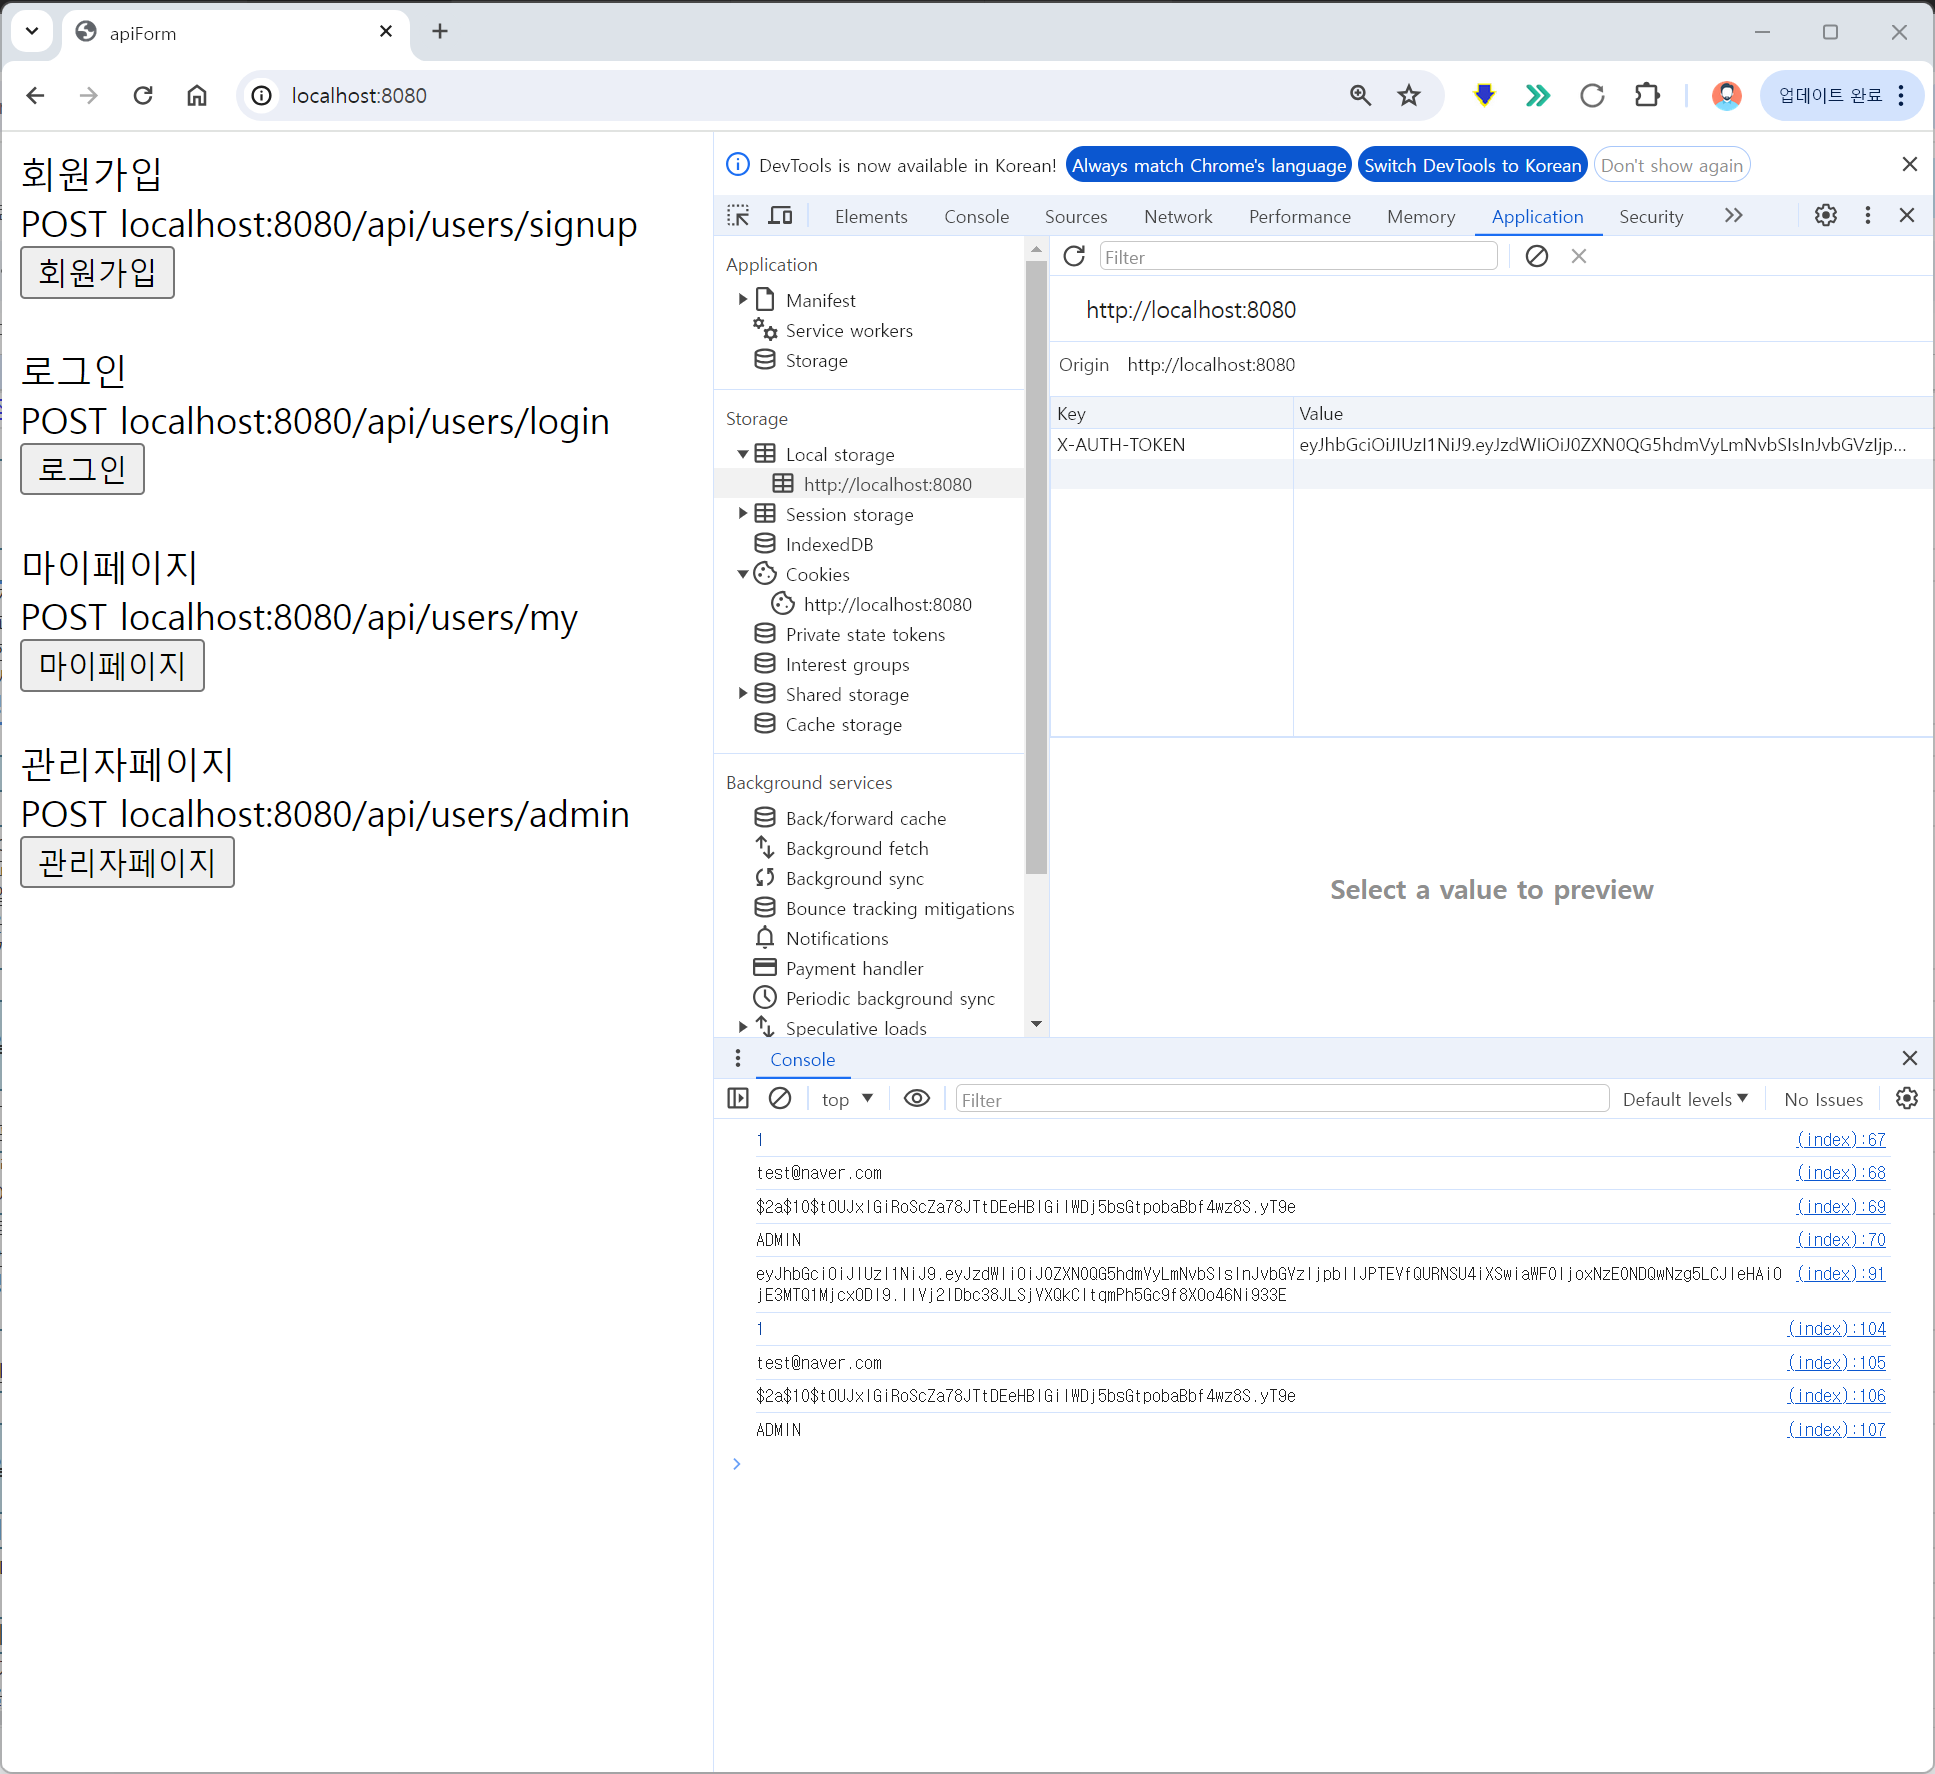 apiForm
localhost:8080
업데이트 완료
회원가입
POST localhost:8080/api/users/signup
회원가입
로그인
POST localhost:8080/api/users/login
로그인
마이페이지
POST localhost:8080/api/users/my
마이페이지
관리자페이지
POST localhost:8080/api/users/admin
관리자페이지
DevTools is now available in Korean! Always match Chrome's language Switch DevTools to Korean Don't show again
Elements Console Sources Network Performance Memory Application Security
Application
Manifest
Service workers
Storage
Storage
Local storage
http://localhost:8080
Session storage
IndexedDB
Cookies
http://localhost:8080
Private state tokens
Interest groups
Shared storage
Cache storage
Background services
Back/forward cache
Background fetch
Background sync
Bounce tracking mitigations
Notifications
Payment handler
Periodic background sync
Speculative loads
Filter
http://localhost:8080
Origin http://localhost:8080
Key Value
X-AUTH-TOKEN eyJhbGciOiJIUzI1NiJ9.eyJzdWIiOiJ0ZXN0QG5hdmVyLmNvbSIsInJvbGVzIjp...
Select a value to preview
Console
top Filter Default levels No Issues
1 (index):67
test@naver.com (index):68
$2a$10$tOUJxIGiRoScZa78JTtDEeHBIGiIWDj5bsGtpobaBbf4wz8S.yT9e (index):69
ADMIN (index):70
eyJhbGciOiJIUzI1NiJ9.eyJzdWIiOiJ0ZXN0QG5hdmVyLmNvbSIsInJvbGVzIjpbIlJPTEVfQURNSU4iXSwiaWF0IjoxNzE0NDQwNzg5LCJleHAiO (index):91
jE3MTQ1MjcxODl9.IIVj2IDbc38JLSjVXQkCItqmPh5Gc9f8XOo46Ni933E
1 (index):104
test@naver.com (index):105
$2a$10$tOUJxIGiRoScZa78JTtDEeHBIGiIWDj5bsGtpobaBbf4wz8S.yT9e (index):106
ADMIN (index):107